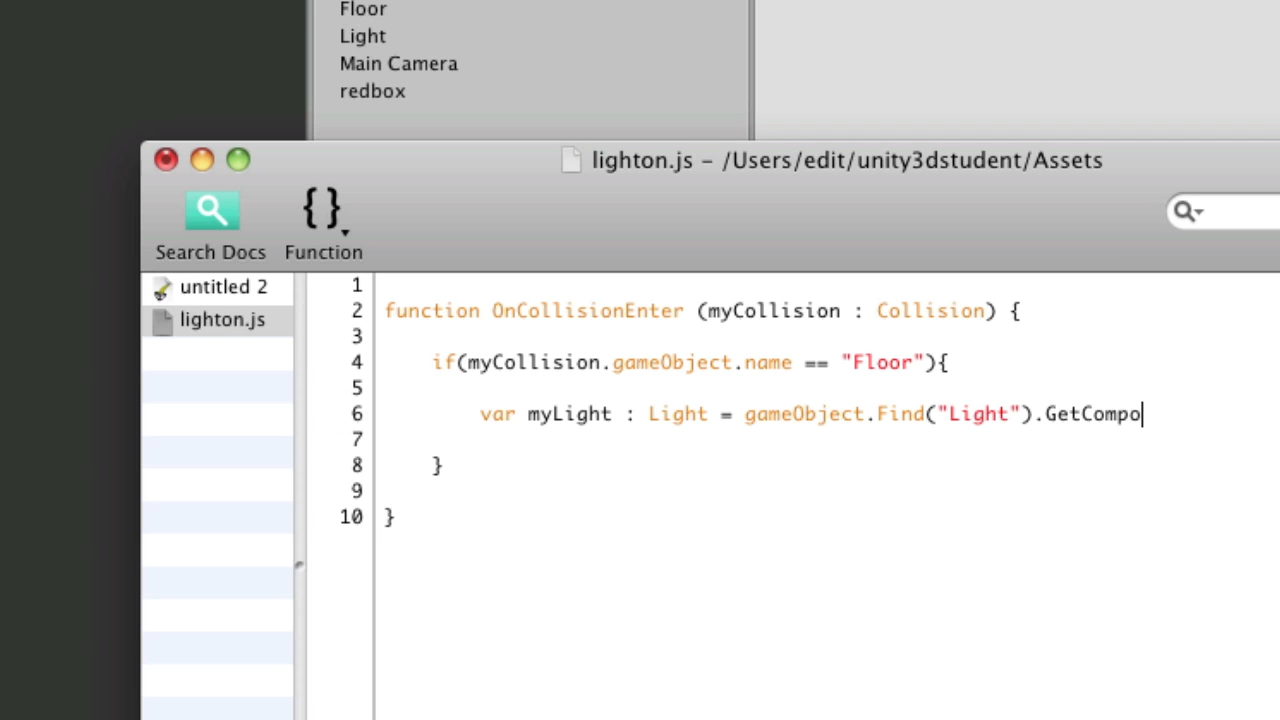 Floor
Light
Main Camera
redbox
lighton.js – /Users/edit/unity3dstudent/Assets
{}
Search Docs Function
untitled 2
lighton.js
1
2 function OnCollisionEnter (myCollision : Collision) {
3
4 if(myCollision.gameObject.name == "Floor"){
5
6 var myLight : Light = gameObject.Find("Light").GetCompo
7
8 }
9
10 }